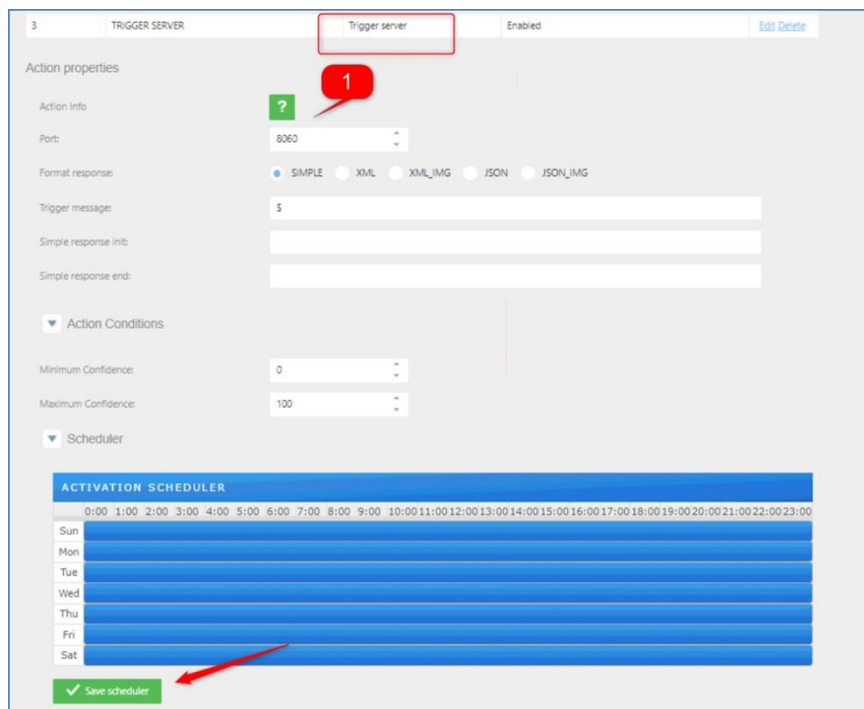 3 TRIGGER SERVER Trigger server Enabled Edit Delete
Action properties
1
Action Info ?
Port: 8060
Format response: SIMPLE XML XML_IMG JSON JSON_IMG
Trigger message: $
Simple response init:
Simple response end:
Action Conditions
Minimum Confidence: 0
Maximum Confidence: 100
Scheduler
ACTIVATION SCHEDULER
0:00 1:00 2:00 3:00 4:00 5:00 6:00 7:00 8:00 9:00 10:00 11:00 12:00 13:00 14:00 15:00 16:00 17:00 18:00 19:00 20:00 21:00 22:00 23:00
Sun
Mon
Tue
Wed
Thu
Fri
Sat
Save scheduler